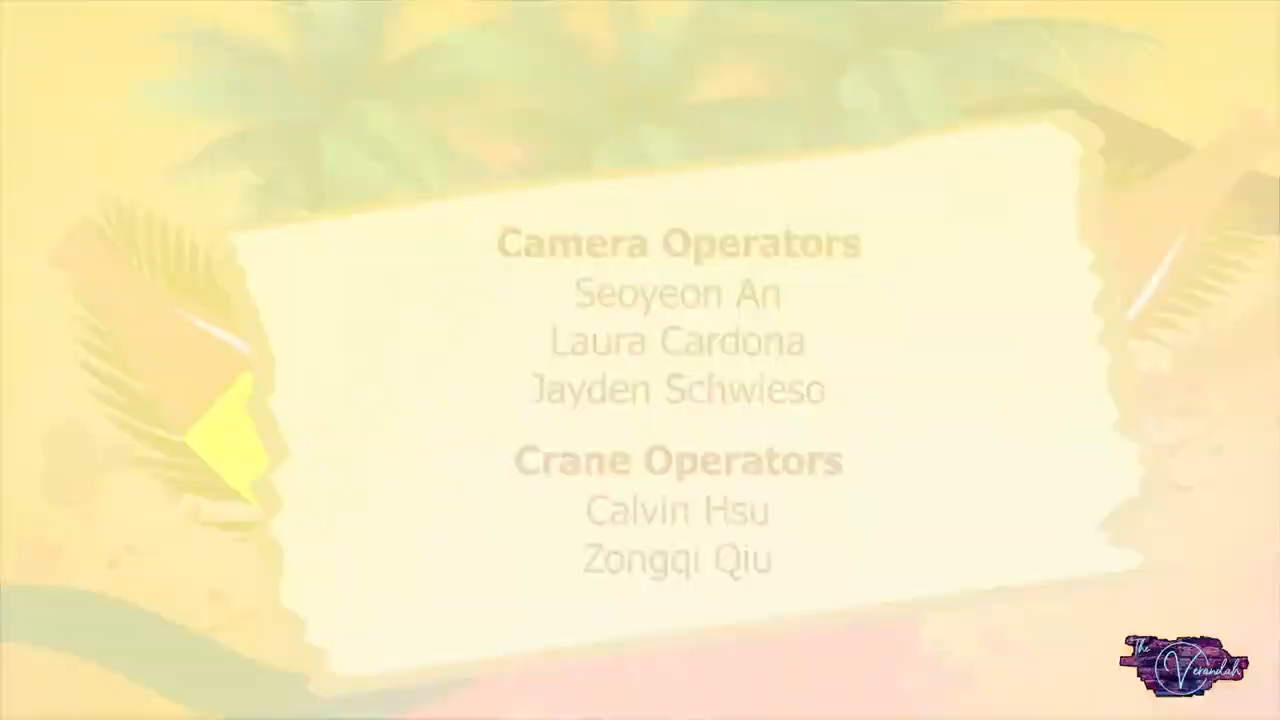 Camera Operators
Seoyeon An
Laura Cardona
Jayden Schwieso
Crane Operators
Calvin Hsu
Zongqi Qiu
The
Verandah